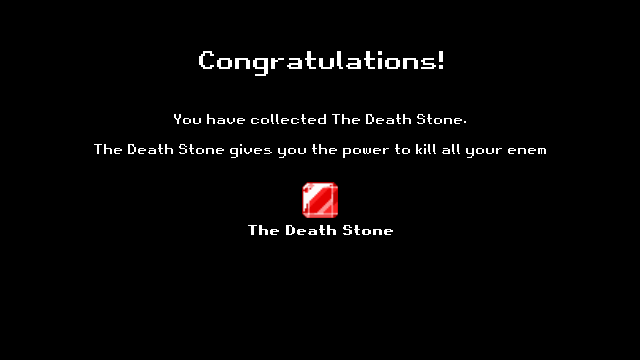 Congratulations!
You have collected The Death Stone.
The Death Stone gives you the power to kill all your enem
The Death Stone